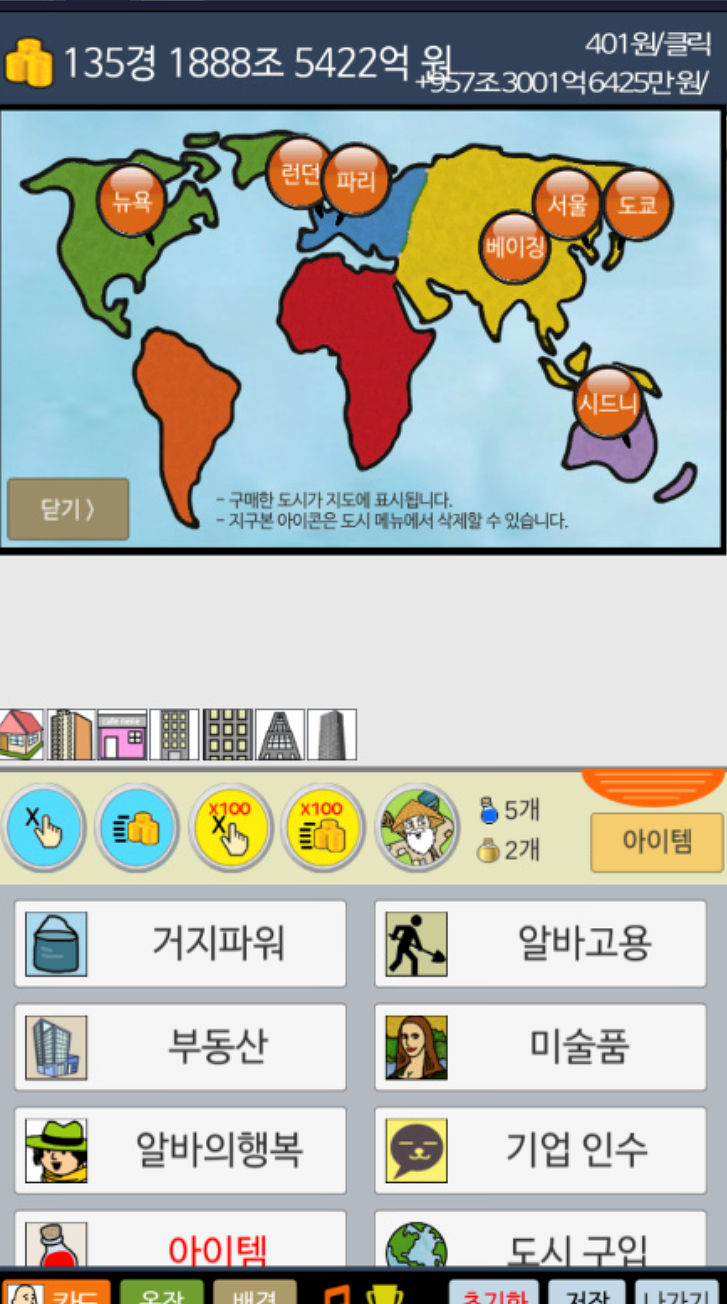 135경 1888조 5422억 원
401원/클릭
+957조3001억6425만원/
뉴욕
런던
파리
서울
도쿄
베이징
시드니
닫기 〉
- 구매한 도시가 지도에 표시됩니다.
- 지구본 아이콘은 도시 메뉴에서 삭제할 수 있습니다.
X
X100
X
X100
5개
2개
아이템
거지파워
알바고용
부동산
미술품
알바의행복
기업 인수
아이템
도시 구입
카드
옷장
배경
초기화
저장
나가기